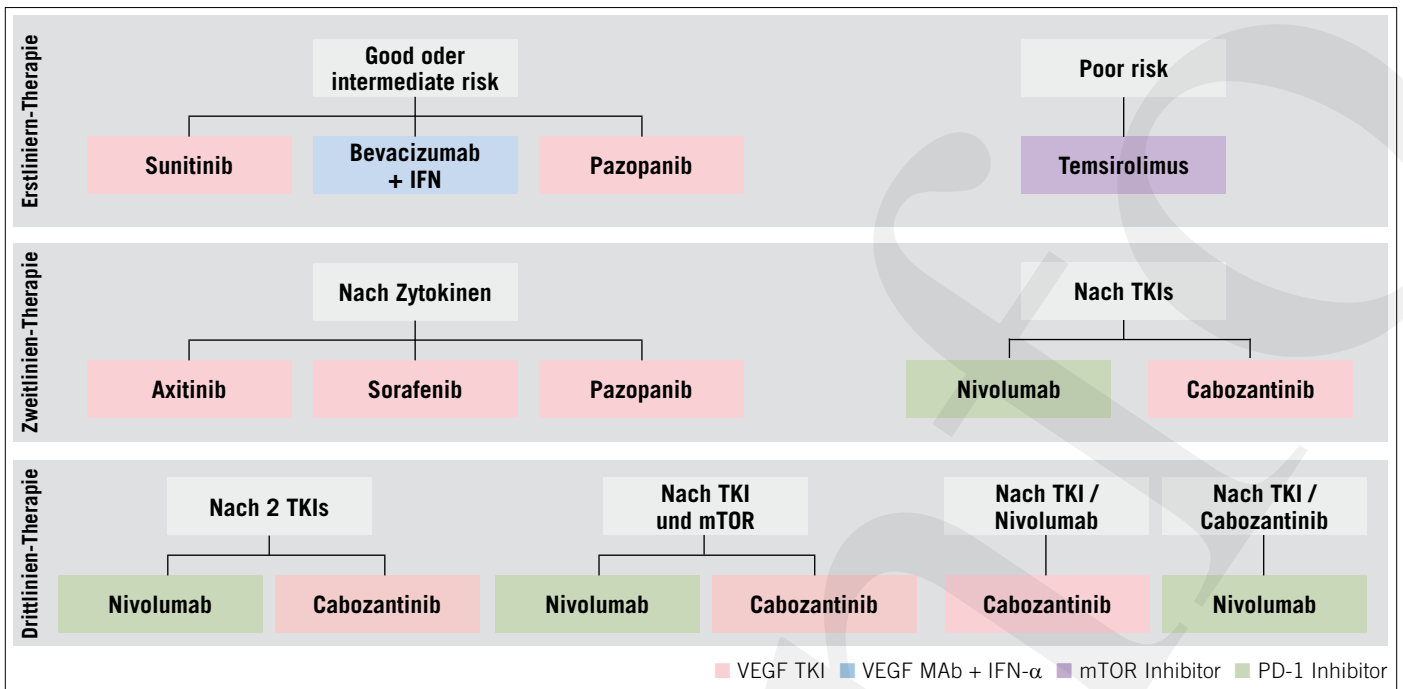 Erstliniern-Therapie
Good oder
intermediate risk
Poor risk
Sunitinib
Bevacizumab
+ IFN
Pazopanib
Temsirolimus
Zweitlinien-Therapie
Nach Zytokinen
Nach TKIs
Axitinib
Sorafenib
Pazopanib
Nivolumab
Cabozantinib
Drittlinien-Therapie
Nach 2 TKIs
Nach TKI
und mTOR
Nach TKI /
Nivolumab
Nach TKI /
Cabozantinib
Nivolumab
Cabozantinib
Nivolumab
Cabozantinib
Cabozantinib
Nivolumab
VEGF TKI
VEGF MAb + IFN-α
mTOR Inhibitor
PD-1 Inhibitor